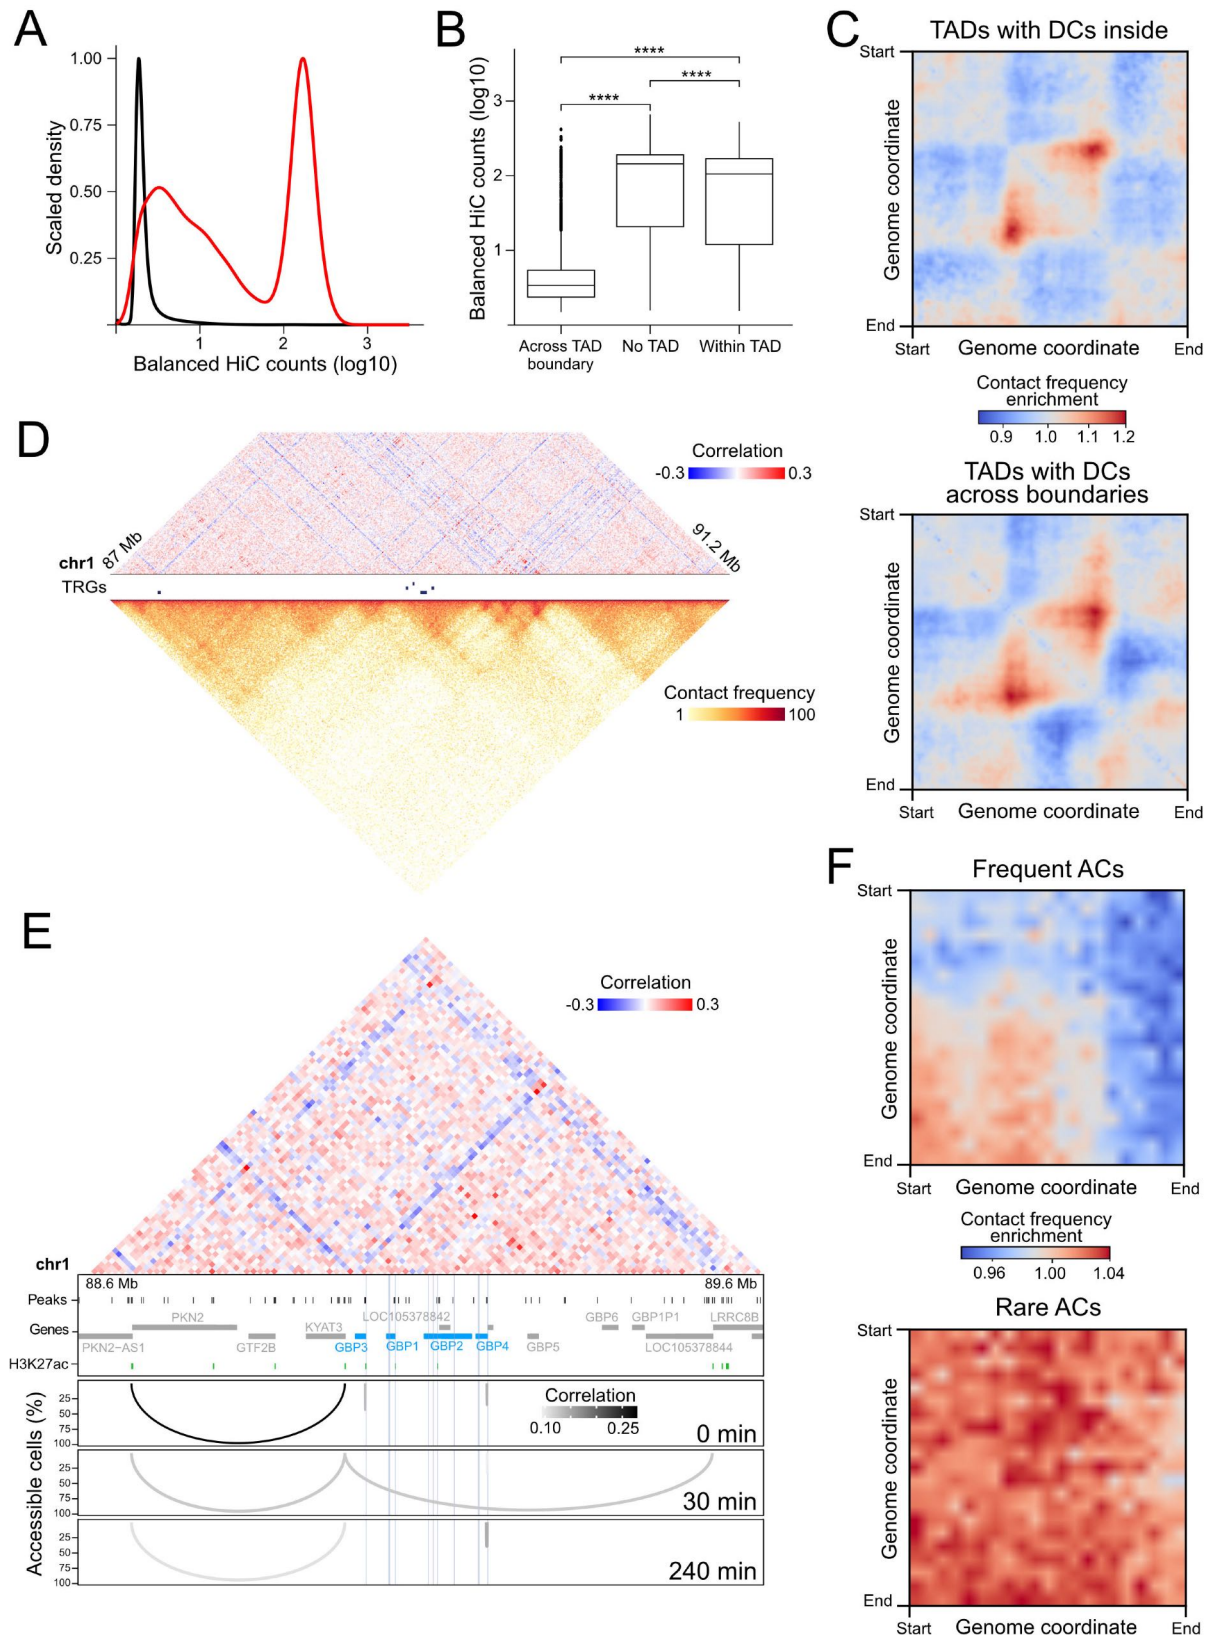 A
1.00
0.75
0.50
0.25
Scaled density
1
2
3
Balanced HiC counts (log10)
B
****
****
****
3
2
1
Balanced HiC counts (log10)
Across TAD
boundary
No TAD
Within TAD
C
TADs with DCs inside
Start
Genome coordinate
End
Start
Genome coordinate
End
Contact frequency
enrichment
0.9
1.0
1.1
1.2
TADs with DCs
across boundaries
Start
Genome coordinate
End
Start
Genome coordinate
End
D
Correlation
-0.3
0.3
87 Mb
91.2 Mb
chr1
TRGs
Contact frequency
1
100
E
Correlation
-0.3
0.3
chr1
88.6 Mb
89.6 Mb
Peaks
Genes
PKN2
LOC105378842
GBP6
GBP1P1
LRRC8B
KYAT3
PKN2-AS1
GTF2B
GBP3
GBP1
GBP2
GBP4
GBP5
LOC105378844
H3K27ac
Accessible cells (%)
25
50
75
100
Correlation
0.10
0.25
0 min
25
50
75
100
30 min
25
50
75
100
240 min
F
Frequent ACs
Start
Genome coordinate
End
Start
Genome coordinate
End
Contact frequency
enrichment
0.96
1.00
1.04
Rare ACs
Start
Genome coordinate
End
Start
Genome coordinate
End